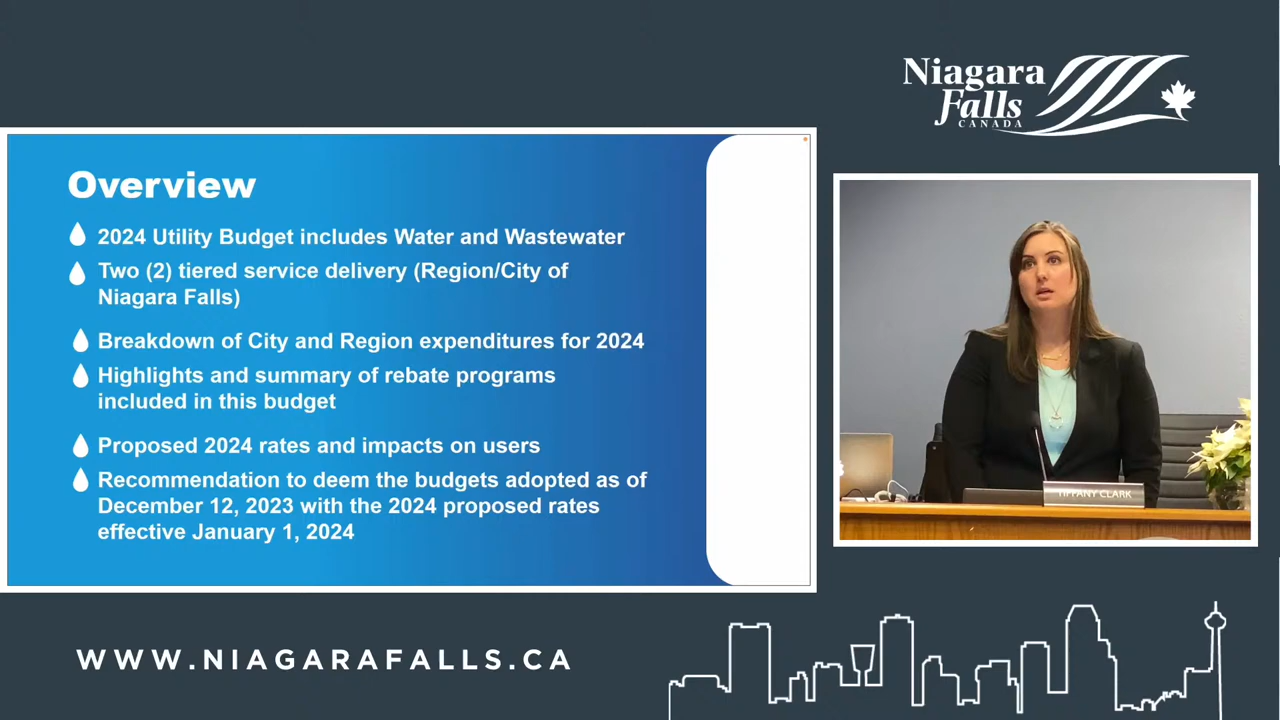 Niagara
Falls
CANADA
Overview
2024 Utility Budget includes Water and Wastewater
Two (2) tiered service delivery (Region/City of
Niagara Falls)
Breakdown of City and Region expenditures for 2024
Highlights and summary of rebate programs
included in this budget
Proposed 2024 rates and impacts on users
Recommendation to deem the budgets adopted as of
December 12, 2023 with the 2024 proposed rates
effective January 1, 2024
TIFFANY CLARK
WWW.NIAGARAFALLS.CA